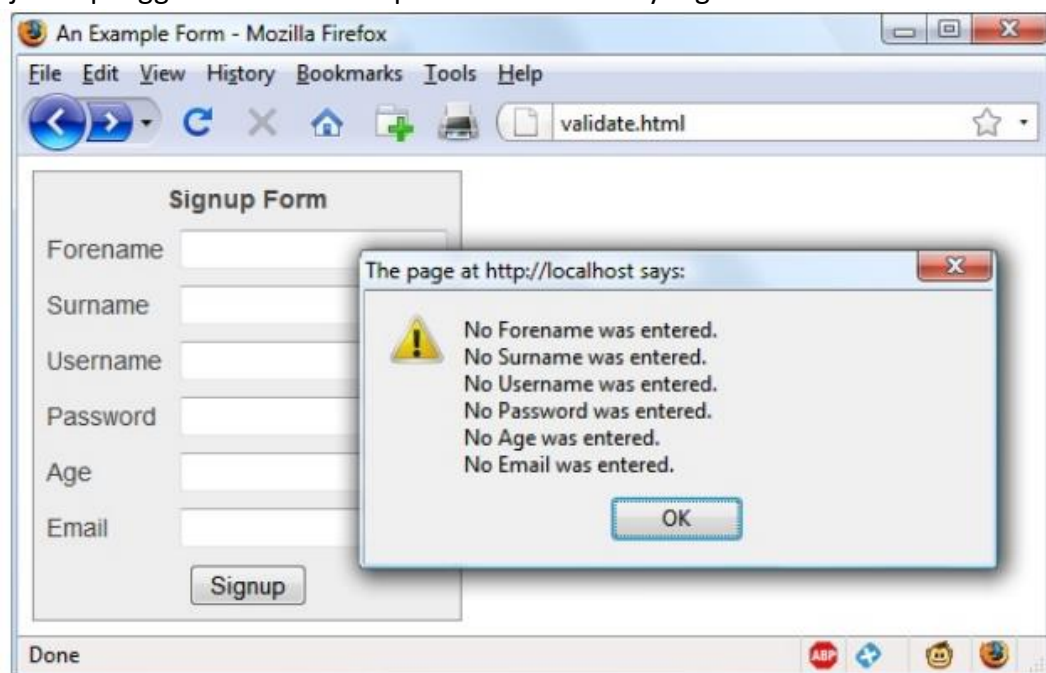 An Example Form - Mozilla Firefox
File Edit View History Bookmarks Tools Help
validate.html
Signup Form
Forename
Surname
Username
Password
Age
Email
Signup
The page at http://localhost says:
No Forename was entered.
No Surname was entered.
No Username was entered.
No Password was entered.
No Age was entered.
No Email was entered.
OK
Done
ABP